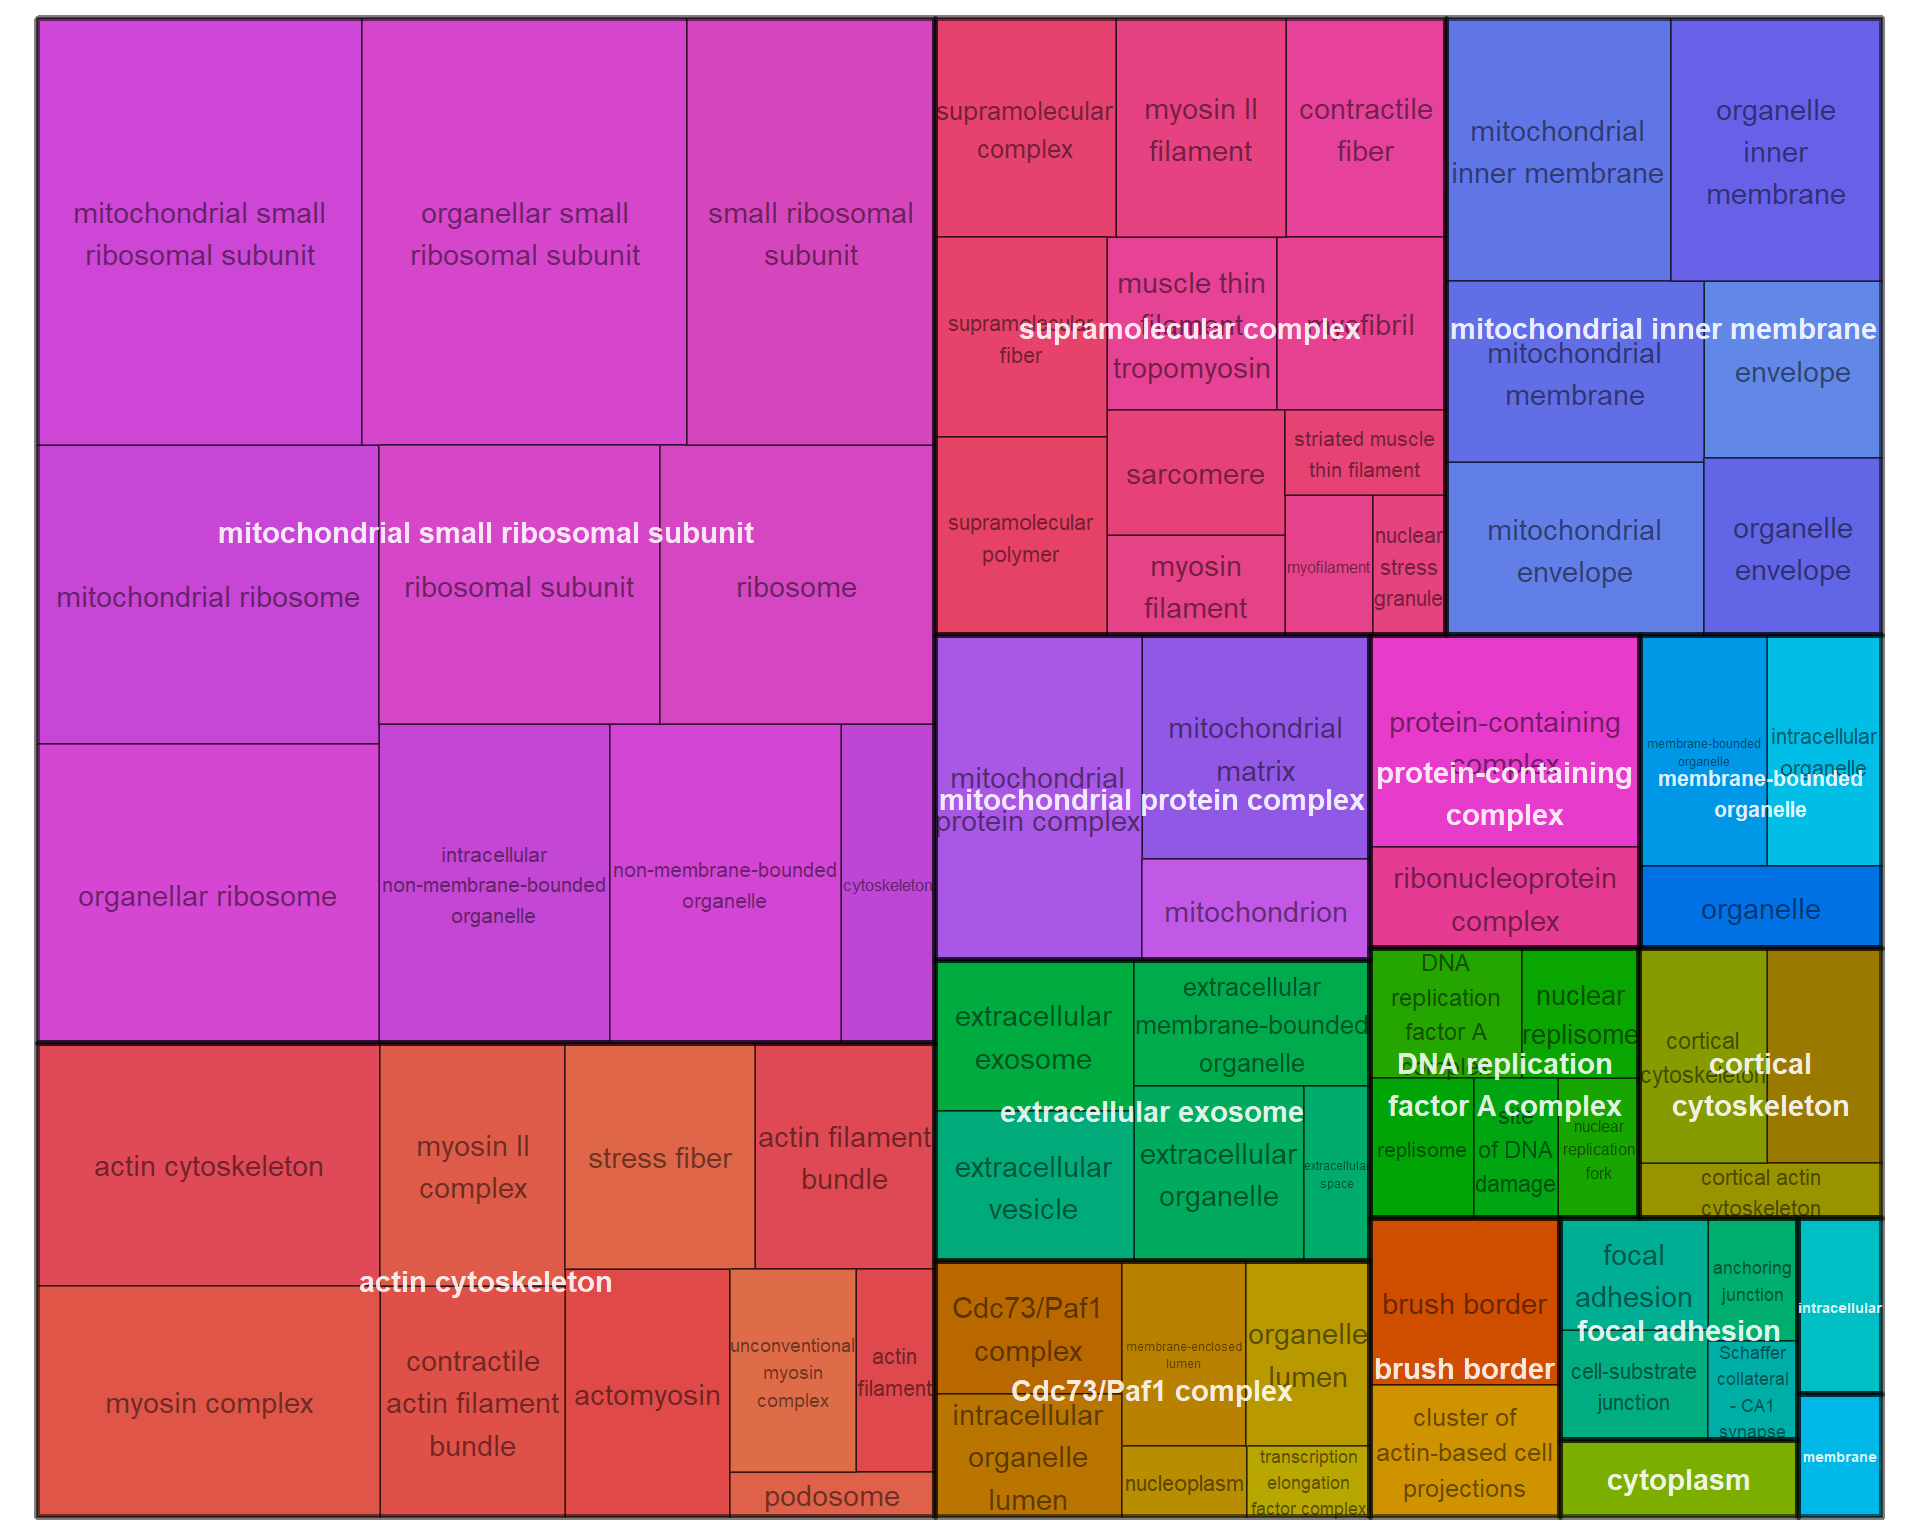 mitochondrial small
ribosomal subunit
organellar small
ribosomal subunit
small ribosomal
subunit
mitochondrial ribosome
ribosomal subunit
ribosome
mitochondrial small ribosomal subunit
organellar ribosome
intracellular
non-membrane-bounded
organelle
non-membrane-bounded
organelle
cytoskeleton
actin cytoskeleton
myosin II
complex
stress fiber
actin filament
bundle
actin cytoskeleton
myosin complex
contractile
actin filament
bundle
actomyosin
unconventional
myosin
complex
actin
filament
podosome
supramolecular
complex
myosin II
filament
contractile
fiber
supramolecular
fiber
muscle thin
filament
tropomyosin
myofibril
supramolecular complex
supramolecular
polymer
sarcomere
striated muscle
thin filament
myosin
filament
myofilament
nuclear
stress
granule
mitochondrial
inner membrane
organelle
inner
membrane
mitochondrial inner membrane
mitochondrial
membrane
envelope
mitochondrial
envelope
organelle
envelope
mitochondrial
protein complex
mitochondrial
matrix
mitochondrial protein complex
mitochondrion
protein-containing
complex
protein-containing
complex
ribonucleoprotein
complex
membrane-bounded
organelle
intracellular
organelle
membrane-bounded
organelle
organelle
extracellular
exosome
extracellular
membrane-bounded
organelle
extracellular exosome
extracellular
vesicle
extracellular
organelle
extracellular
space
DNA
replication
factor A
complex
nuclear
replisome
DNA replication
factor A complex
replisome
site
of DNA
damage
nuclear
replication
fork
cortical
cytoskeleton
cortical
cytoskeleton
cortical actin
cytoskeleton
Cdc73/Paf1
complex
membrane-enclosed
lumen
organelle
lumen
Cdc73/Paf1 complex
intracellular
organelle
lumen
nucleoplasm
transcription
elongation
factor complex
brush border
brush border
cluster of
actin-based cell
projections
focal
adhesion
anchoring
junction
focal adhesion
cell-substrate
junction
Schaffer
collateral
- CA1
synapse
intracellular
cytoplasm
membrane